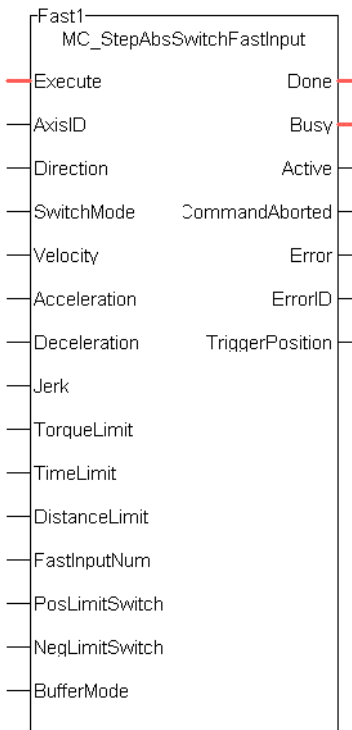 Fast1
MC_StepAbsSwitchFastInput
Execute Done
AxisID Busy
Direction Active
SwitchMode CommandAborted
Velocity Error
Acceleration ErrorID
Deceleration TriggerPosition
Jerk
TorqueLimit
TimeLimit
DistanceLimit
FastInputNum
PosLimitSwitch
NegLimitSwitch
BufferMode